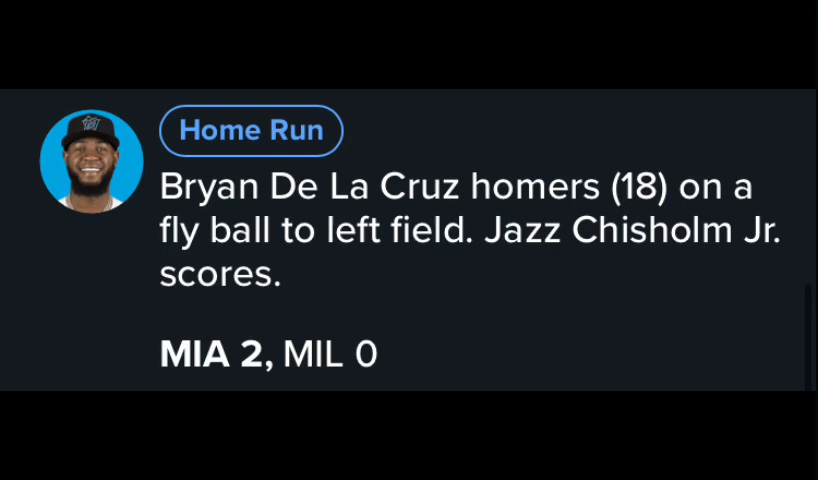 Home Run
Bryan De La Cruz homers (18) on a
fly ball to left field. Jazz Chisholm Jr.
scores.
MIA 2, MIL 0